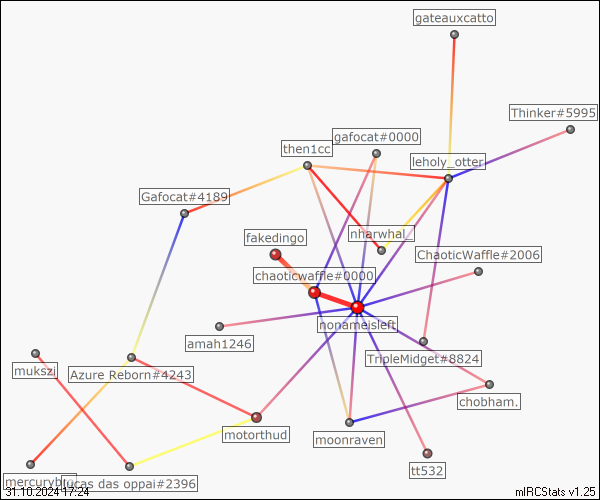 gateauxcatto
Thinker#5995
gafocat#0000
then1cc
leholy_otter
Gafocat#4189
nharwhal_
fakedingo
ChaoticWaffle#2006
chaoticwaffle#0000
nonameisleft
amah1246
TripleMidget#8824
mukszi
Azure Reborn#4243
chobham.
motorthud
moonraven
tt532
lucas das oppai#2396
31.10.2024 17:24
mIRCStats v1.25